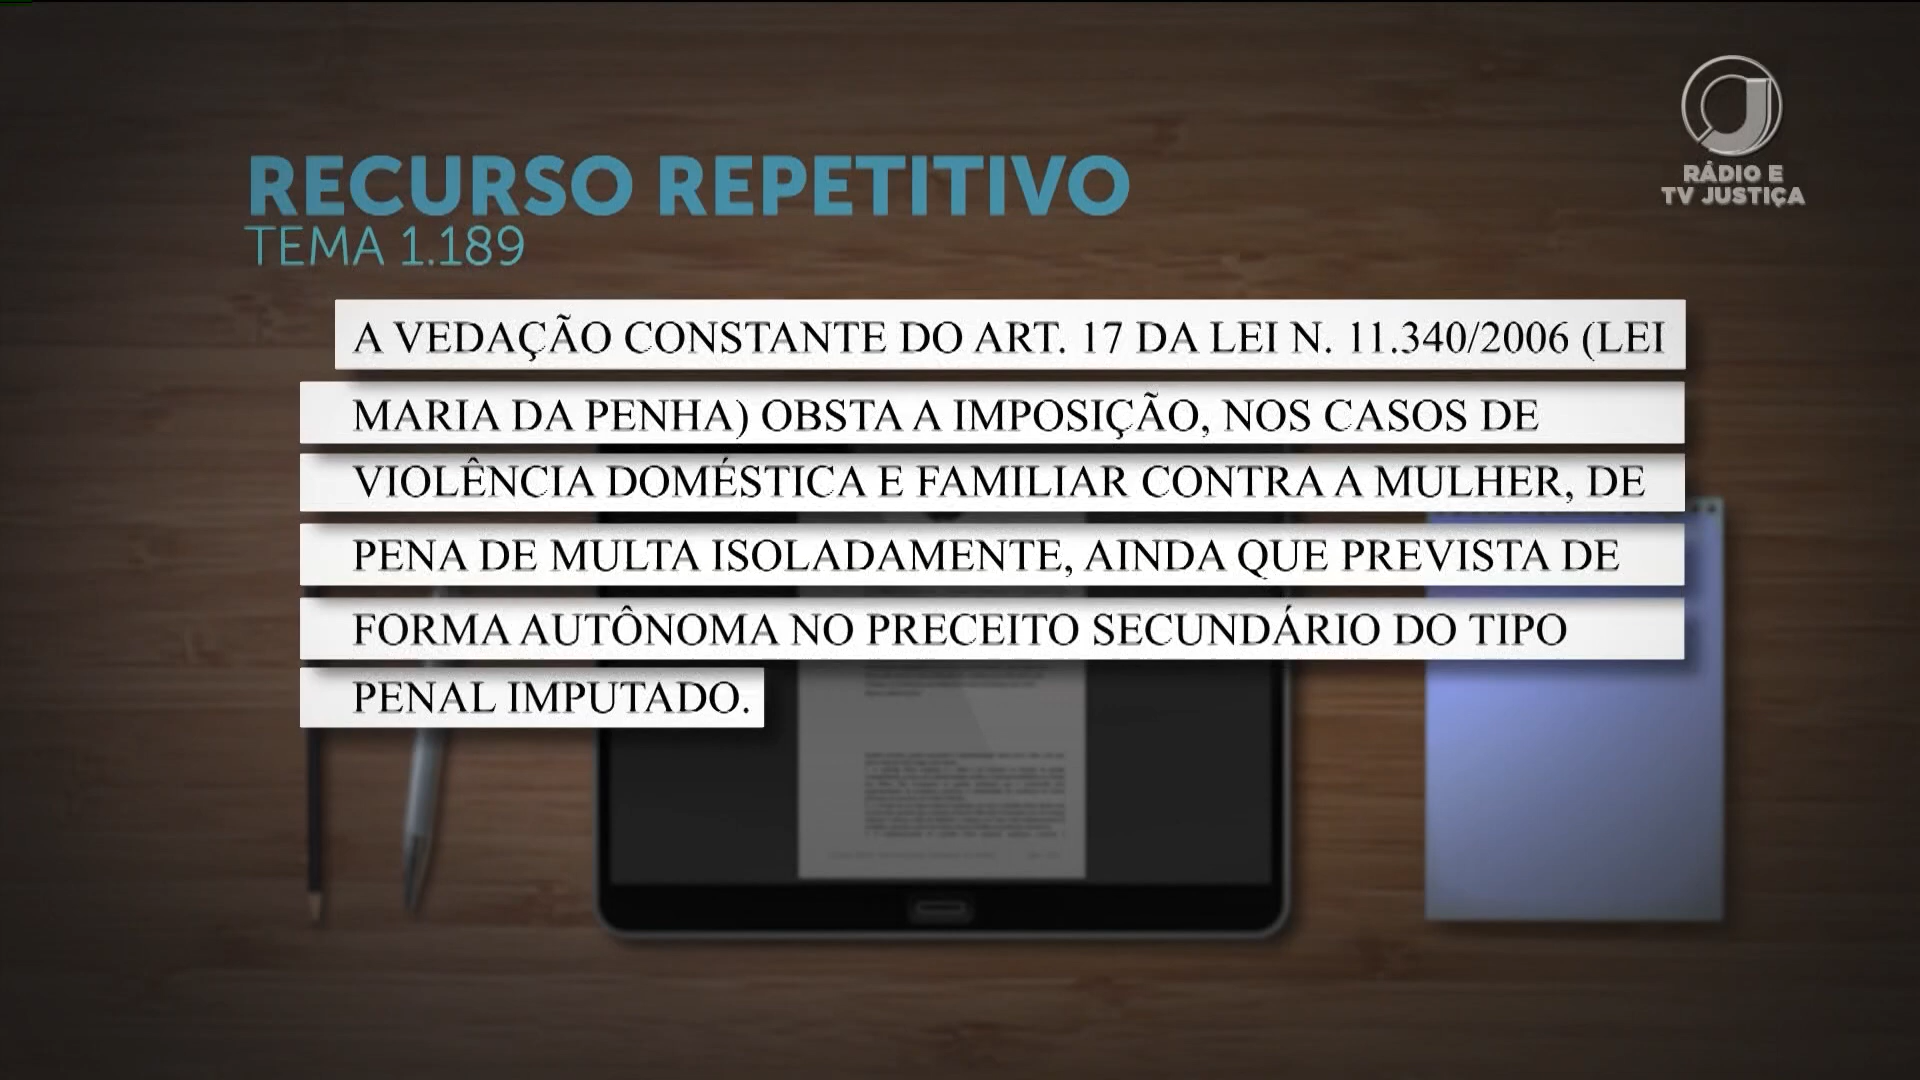 RÁDIO E
TV JUSTIÇA
RECURSO REPETITIVO
TEMA 1.189
A VEDAÇÃO CONSTANTE DO ART. 17 DA LEI N. 11.340/2006 (LEI
MARIA DA PENHA) OBSTA A IMPOSIÇÃO, NOS CASOS DE
VIOLÊNCIA DOMÉSTICA E FAMILIAR CONTRA A MULHER, DE
PENA DE MULTA ISOLADAMENTE, AINDA QUE PREVISTA DE
FORMA AUTÔNOMA NO PRECEITO SECUNDÁRIO DO TIPO
PENAL IMPUTADO.